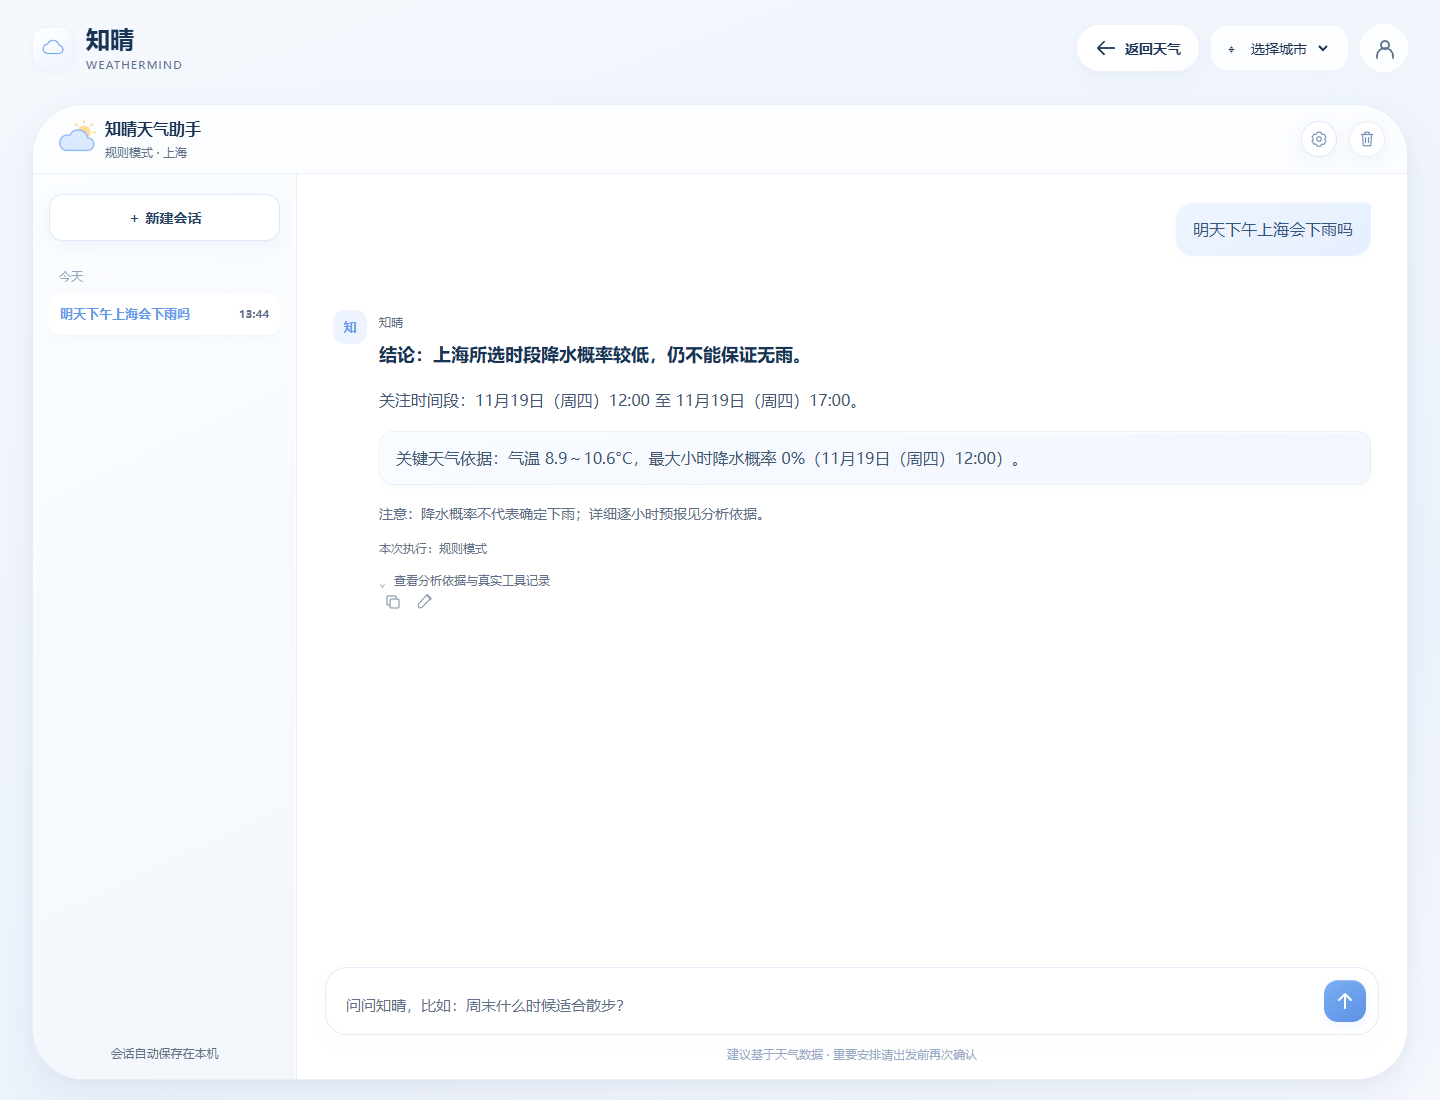 知晴
WEATHERMIND
返回天气
选择城市
知晴天气助手
规则模式 · 上海
+ 新建会话
今天
明天下午上海会下雨吗 13:44
会话自动保存在本机
明天下午上海会下雨吗
知
知晴
结论：上海所选时段降水概率较低，仍不能保证无雨。
关注时间段：11月19日（周四）12:00 至 11月19日（周四）17:00。
关键天气依据：气温 8.9～10.6°C，最大小时降水概率 0%（11月19日（周四）12:00）。
注意：降水概率不代表确定下雨；详细逐小时预报见分析依据。
本次执行：规则模式
查看分析依据与真实工具记录
问问知晴，比如：周末什么时候适合散步？
建议基于天气数据 · 重要安排请出发前再次确认